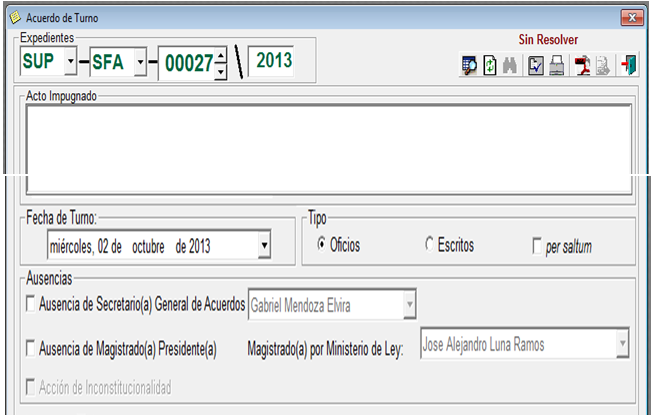 Acuerdo de Turno
Expedientes
SUP - SFA - 00027 \ 2013
Sin Resolver
Acto Impugnado
Fecha de Turno:
miércoles, 02 de octubre de 2013
Tipo
Oficios Escritos per saltum
Ausencias
Ausencia de Secretario(a) General de Acuerdos Gabriel Mendoza Elvira
Ausencia de Magistrado(a) Presidente(a) Magistrado(a) por Ministerio de Ley: Jose Alejandro Luna Ramos
Acción de Inconstitucionalidad